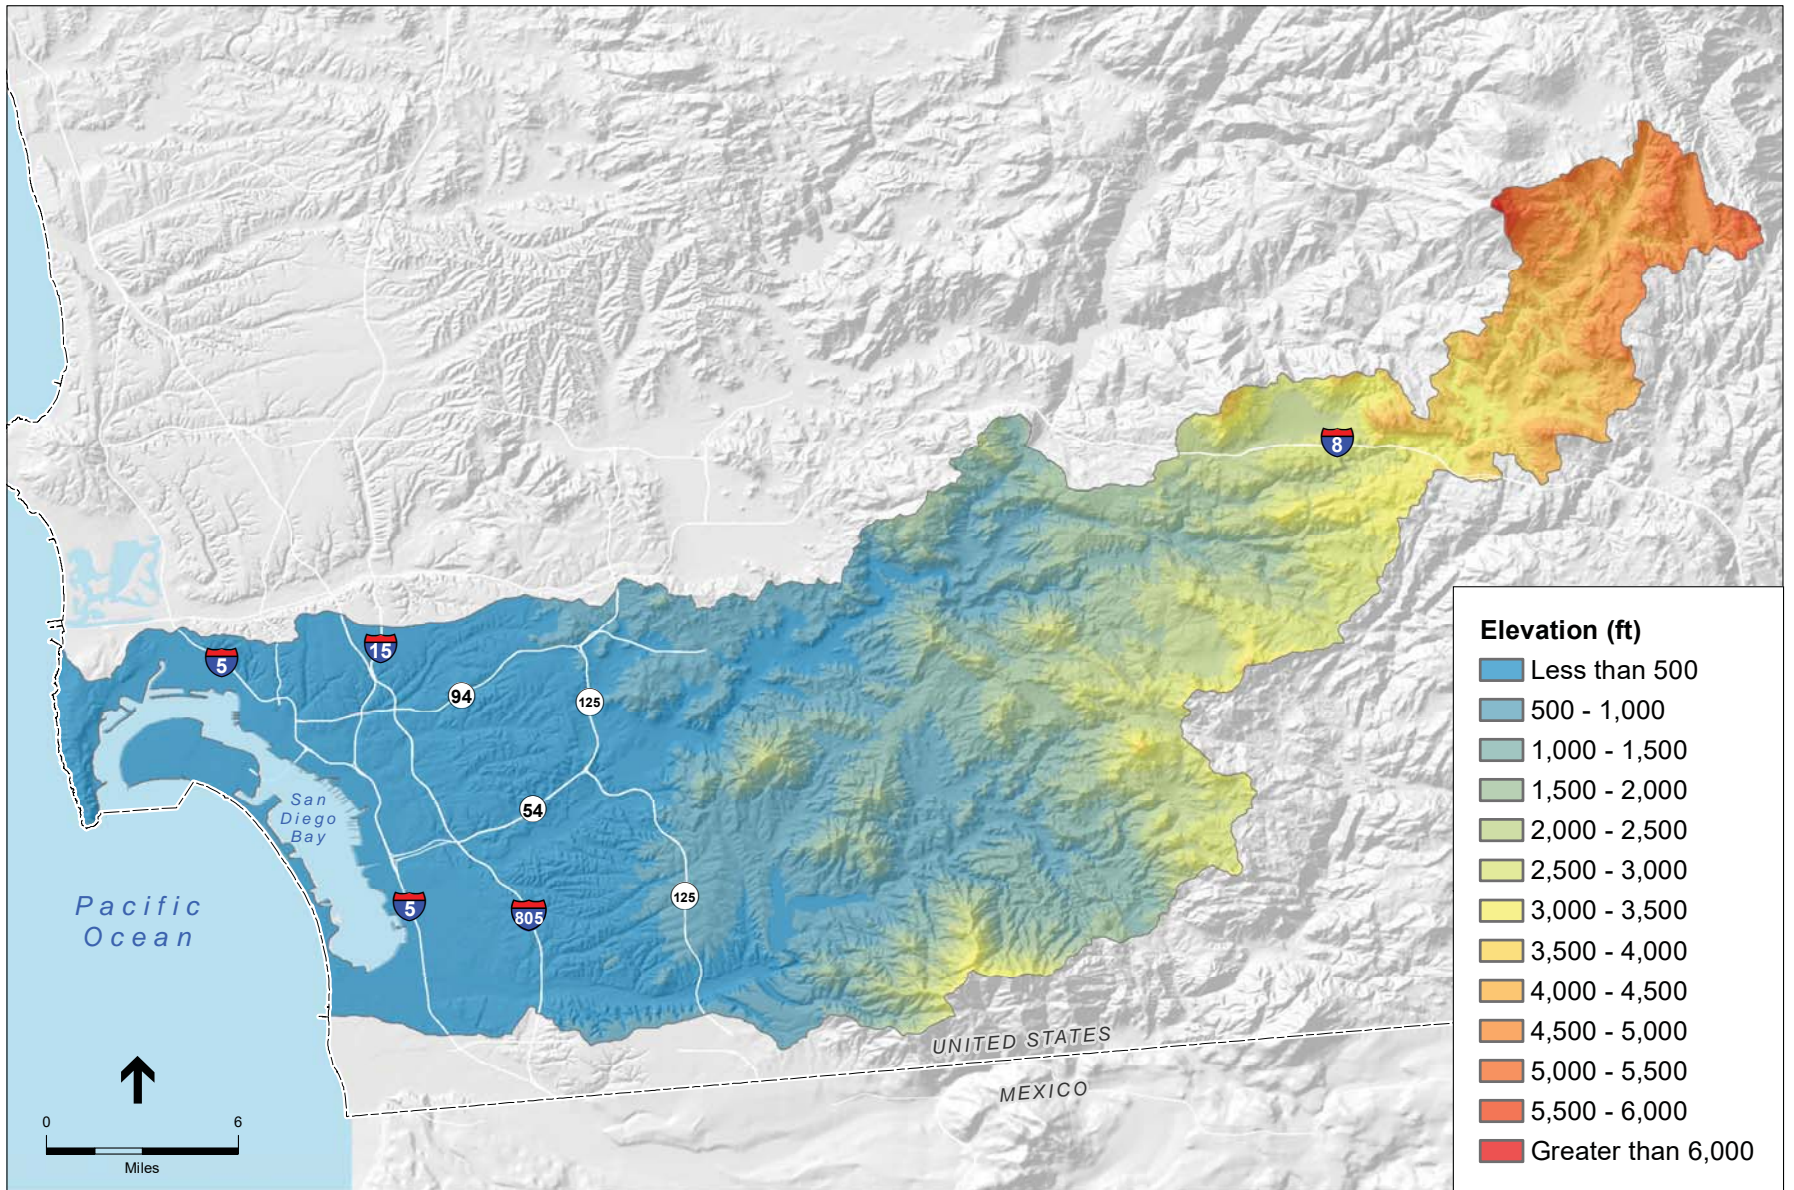 8
5
15
94
125
54
San
Diego
Bay
5
805
125
Pacific
Ocean
UNITED STATES
MEXICO
0 6
Miles
Elevation (ft)
Less than 500
500 - 1,000
1,000 - 1,500
1,500 - 2,000
2,000 - 2,500
2,500 - 3,000
3,000 - 3,500
3,500 - 4,000
4,000 - 4,500
4,500 - 5,000
5,000 - 5,500
5,500 - 6,000
Greater than 6,000